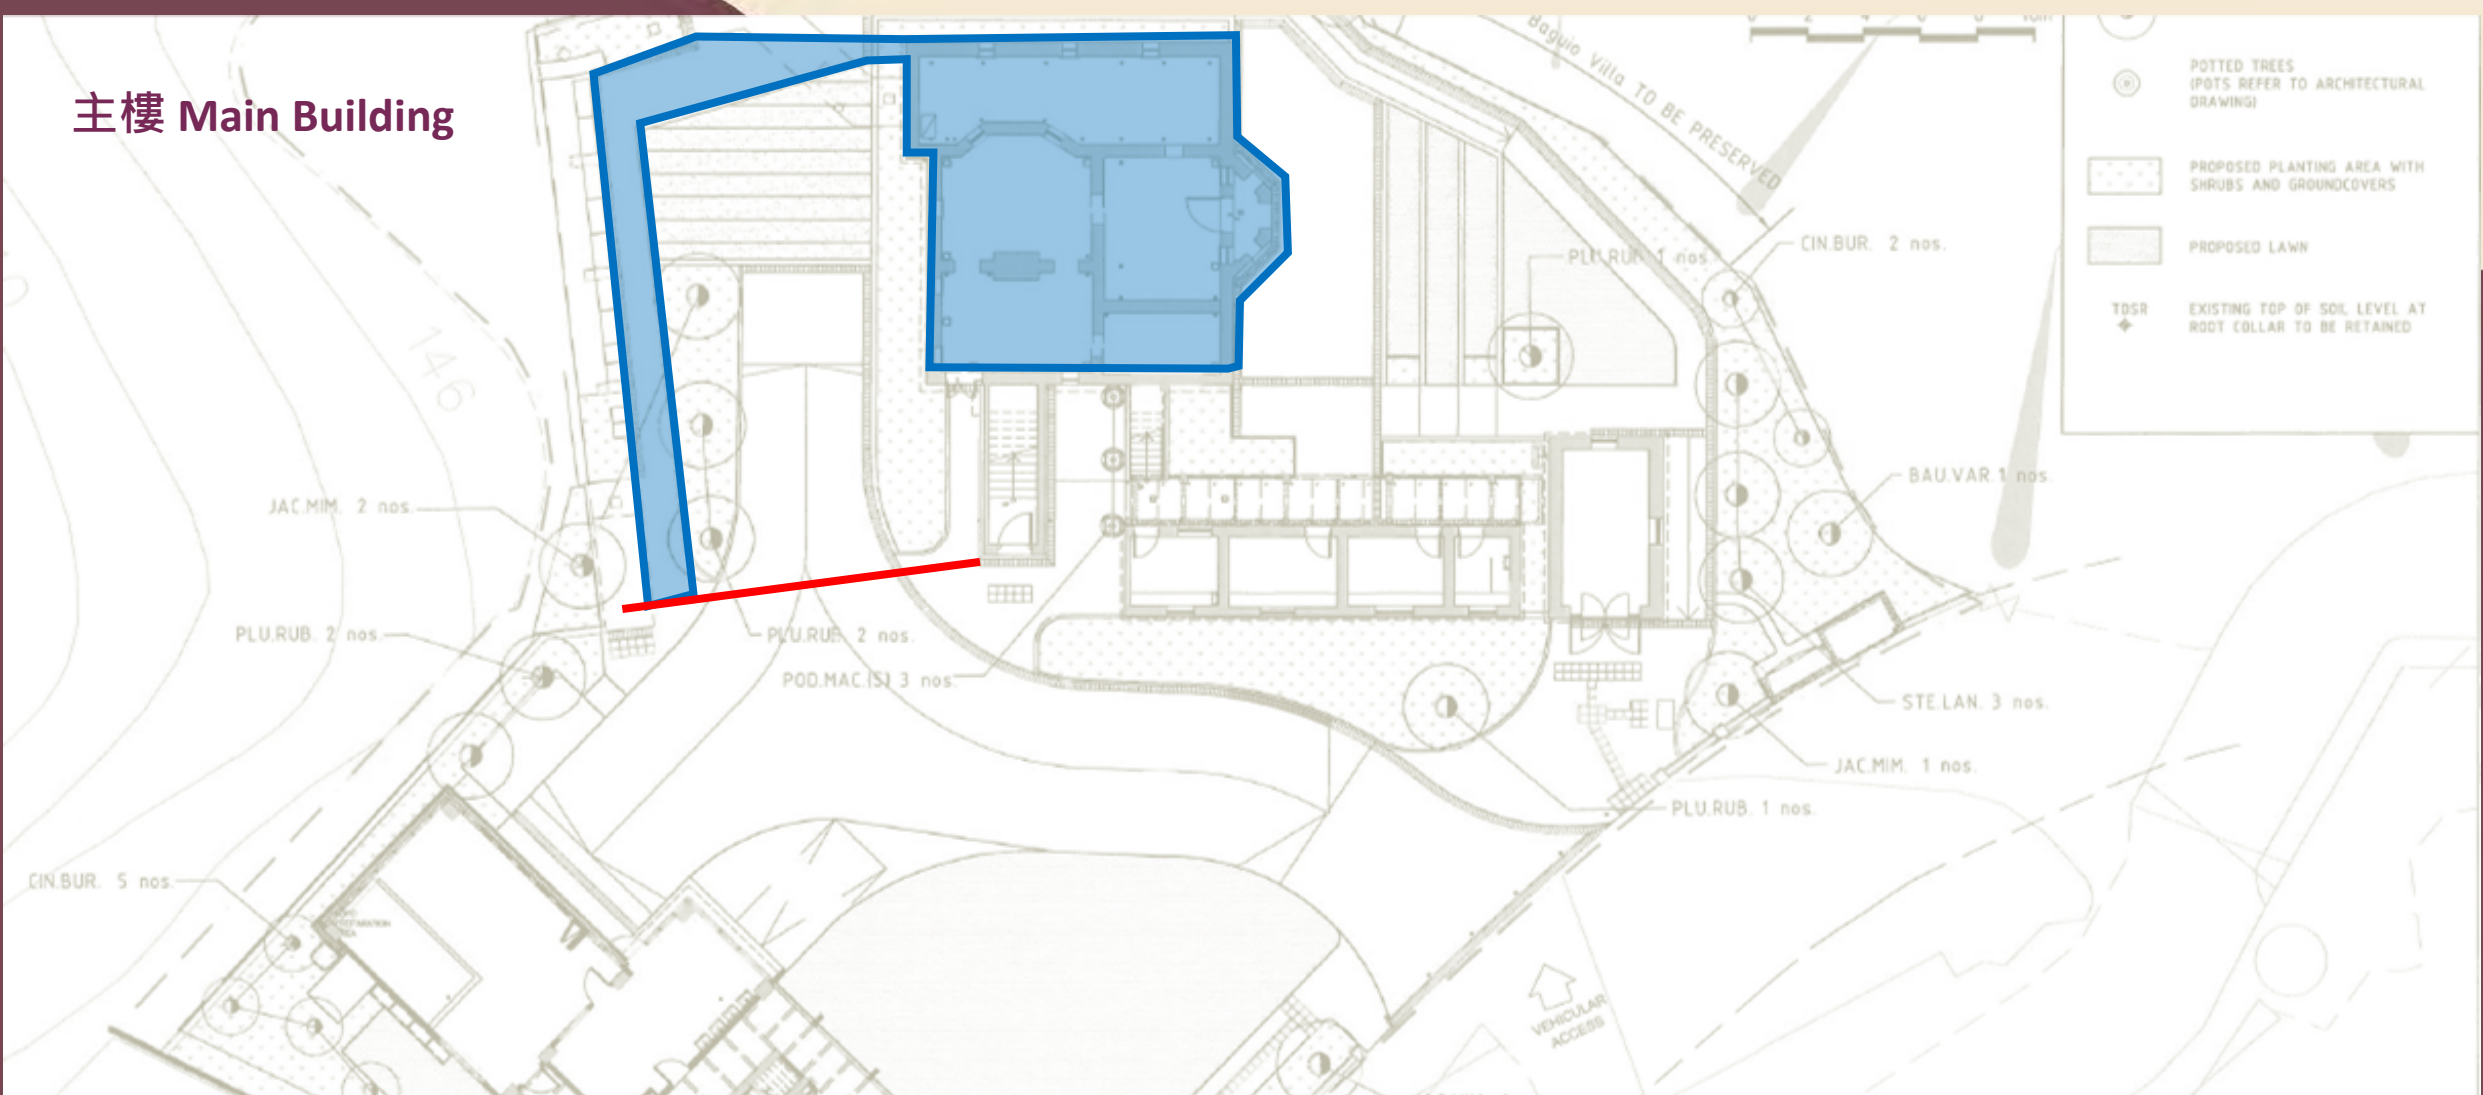 主樓 Main Building
Baguio Villa TO BE PRESERVED
POTTED TREES
(POTS REFER TO ARCHITECTURAL
DRAWING)
PROPOSED PLANTING AREA WITH
SHRUBS AND GROUNDCOVERS
PROPOSED LAWN
TOSR
EXISTING TOP OF SOIL LEVEL AT
ROOT COLLAR TO BE RETAINED
CIN.BUR. 2 nos.
PLU.RUB. 1 nos.
146
BAU.VAR.1 nos.
JAC.MIM. 2 nos.
PLU.RUB. 2 nos.
PLU.RUB. 2 nos.
POD.MAC.(S) 3 nos.
STE.LAN. 3 nos.
JAC.MIM. 1 nos.
PLU.RUB. 1 nos.
CIN.BUR. 5 nos.
VEHICULAR
ACCESS